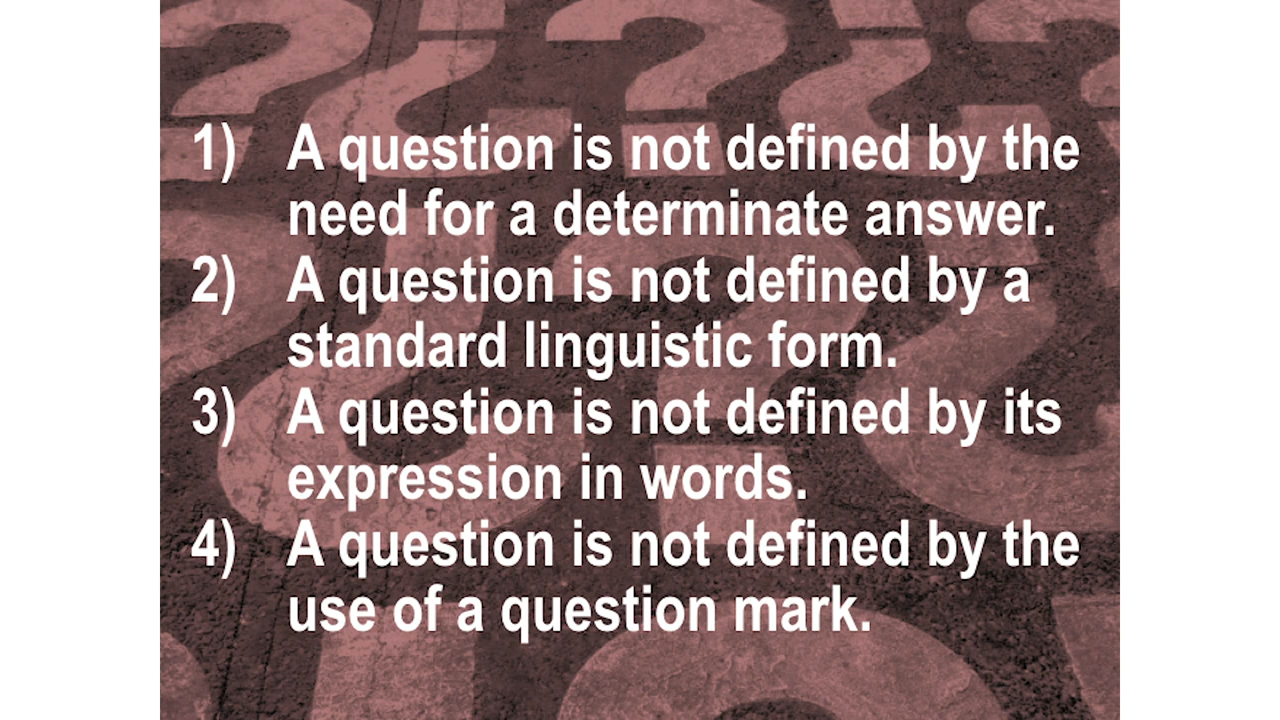 1) A question is not defined by the
need for a determinate answer.
2) A question is not defined by a
standard linguistic form.
3) A question is not defined by its
expression in words.
4) A question is not defined by the
use of a question mark.